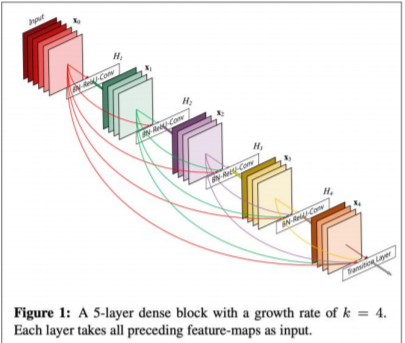 Input
x₀
H₁
x₁
BN-ReLU-Conv
H₂
x₂
BN-ReLU-Conv
H₃
x₃
BN-ReLU-Conv
H₄
x₄
BN-ReLU-Conv
Transition Layer
Figure 1: A 5-layer dense block with a growth rate of k = 4.
Each layer takes all preceding feature-maps as input.